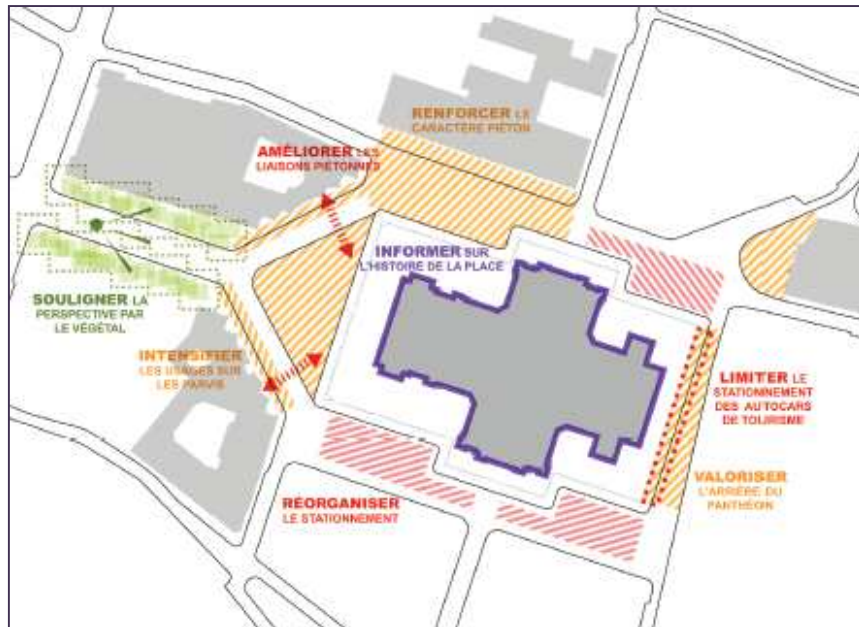 RENFORCER LE
CARACTÈRE PIÉTON
AMÉLIORER LES
LIAISONS PIÉTONNES
INFORMER SUR
L'HISTOIRE DE LA PLACE
SOULIGNER LA
PERSPECTIVE PAR
LE VÉGÉTAL
INTENSIFIER
LES USAGES SUR
LES PARVIS
LIMITER LE
STATIONNEMENT
DES AUTOCARS
DE TOURISME
VALORISER
L'ARRIÈRE DU
PANTHÉON
RÉORGANISER
LE STATIONNEMENT